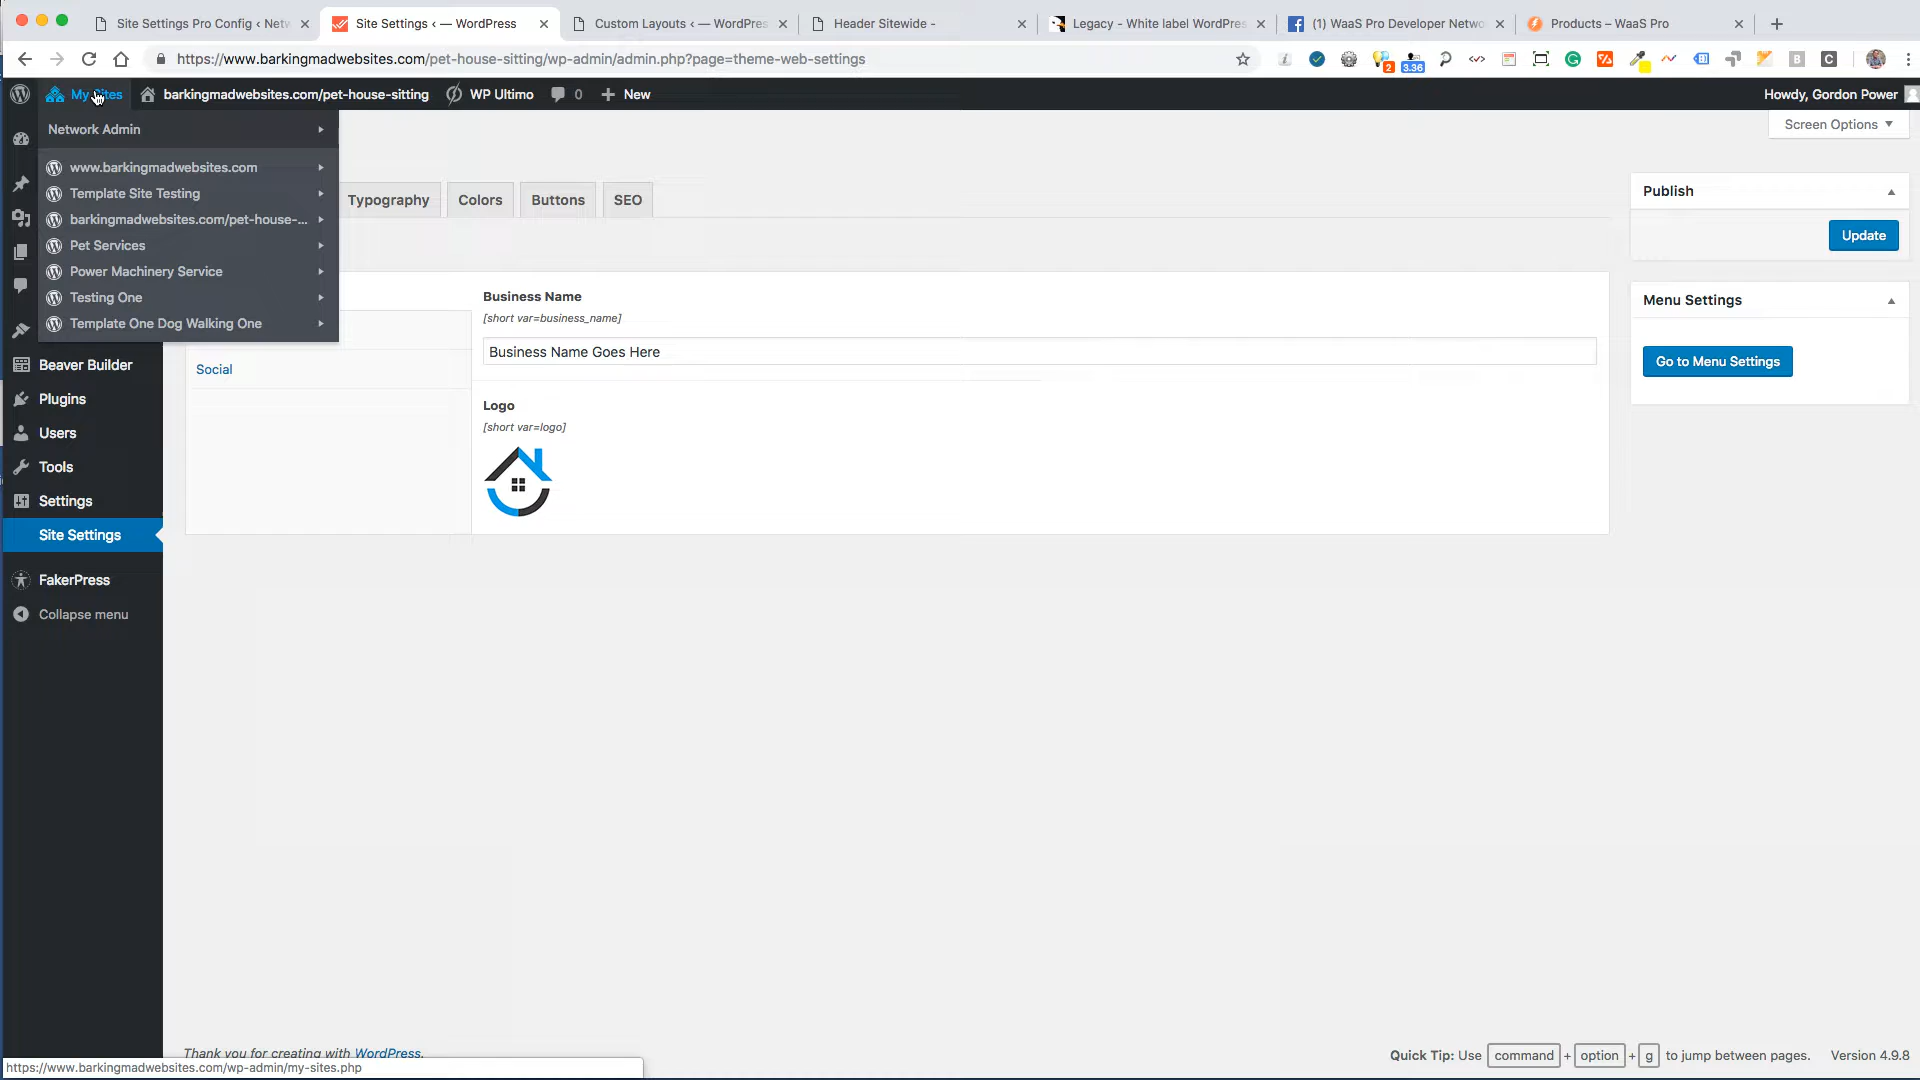 Site Settings Pro Config ‹ Netw
Site Settings ‹ — WordPress
Custom Layouts ‹ — WordPres
Header Sitewide -
Legacy - White label WordPres
(1) WaaS Pro Developer Netwo
Products – WaaS Pro
https://www.barkingmadwebsites.com/pet-house-sitting/wp-admin/admin.php?page=theme-web-settings
2
3.36
B
C
My Sites
barkingmadwebsites.com/pet-house-sitting
WP Ultimo
0
New
Howdy, Gordon Power
Network Admin
www.barkingmadwebsites.com
Template Site Testing
barkingmadwebsites.com/pet-house-...
Pet Services
Power Machinery Service
Testing One
Template One Dog Walking One
Screen Options
Typography
Colors
Buttons
SEO
Publish
Update
Menu Settings
Go to Menu Settings
Business Name
[short var=business_name]
Business Name Goes Here
Social
Logo
[short var=logo]
Beaver Builder
Plugins
Users
Tools
Settings
Site Settings
FakerPress
Collapse menu
Thank you for creating with WordPress.
Quick Tip: Use command + option + g to jump between pages.
Version 4.9.8
https://www.barkingmadwebsites.com/wp-admin/my-sites.php